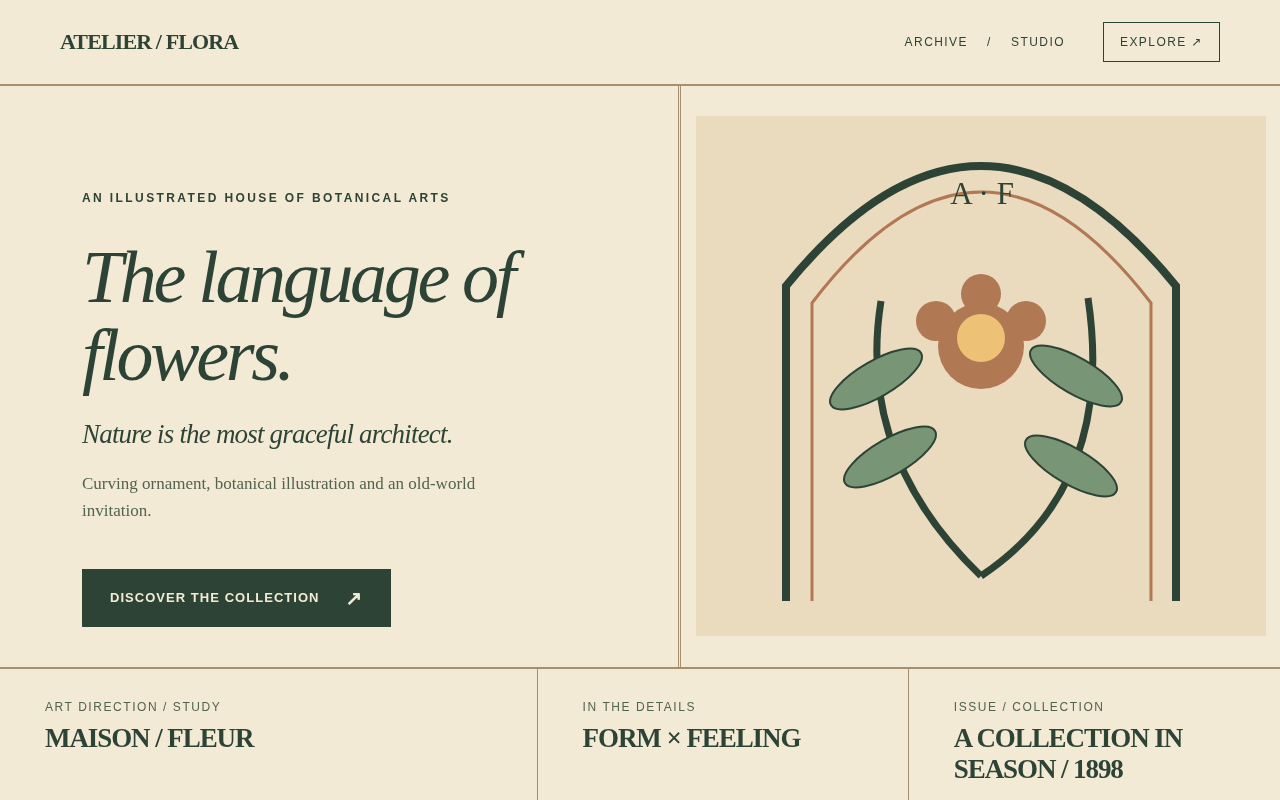 ATELIER / FLORA
ARCHIVE / STUDIO EXPLORE ↗
AN ILLUSTRATED HOUSE OF BOTANICAL ARTS
The language of
flowers.
Nature is the most graceful architect.
Curving ornament, botanical illustration and an old-world
invitation.
DISCOVER THE COLLECTION ↗
A · F
ART DIRECTION / STUDY
MAISON / FLEUR
IN THE DETAILS
FORM × FEELING
ISSUE / COLLECTION
A COLLECTION IN
SEASON / 1898